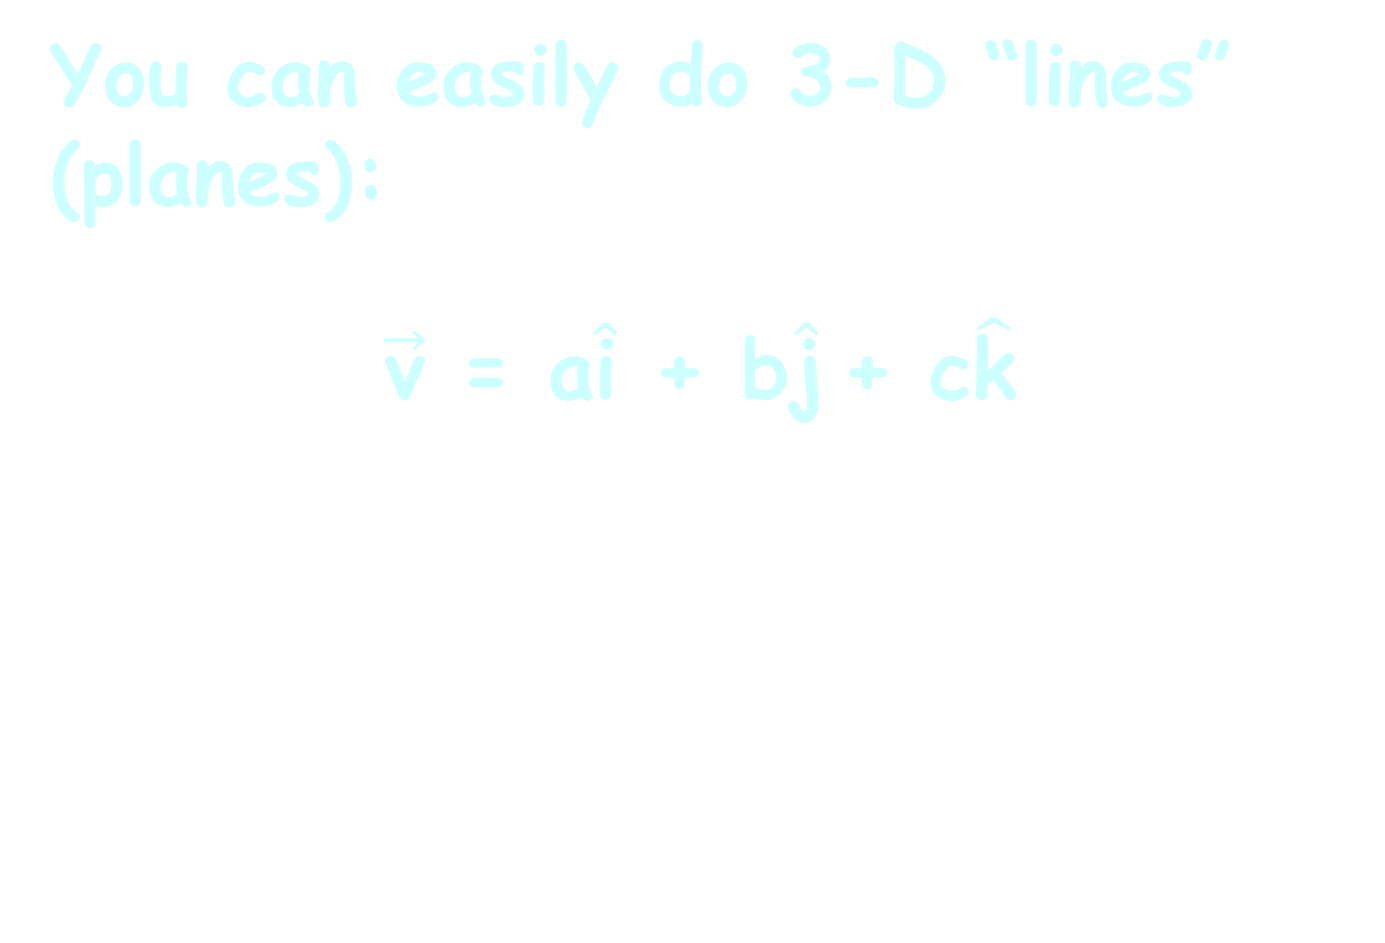 You can easily do 3-D “lines”
(planes):
v⃗ = aî + bĵ + ck̂